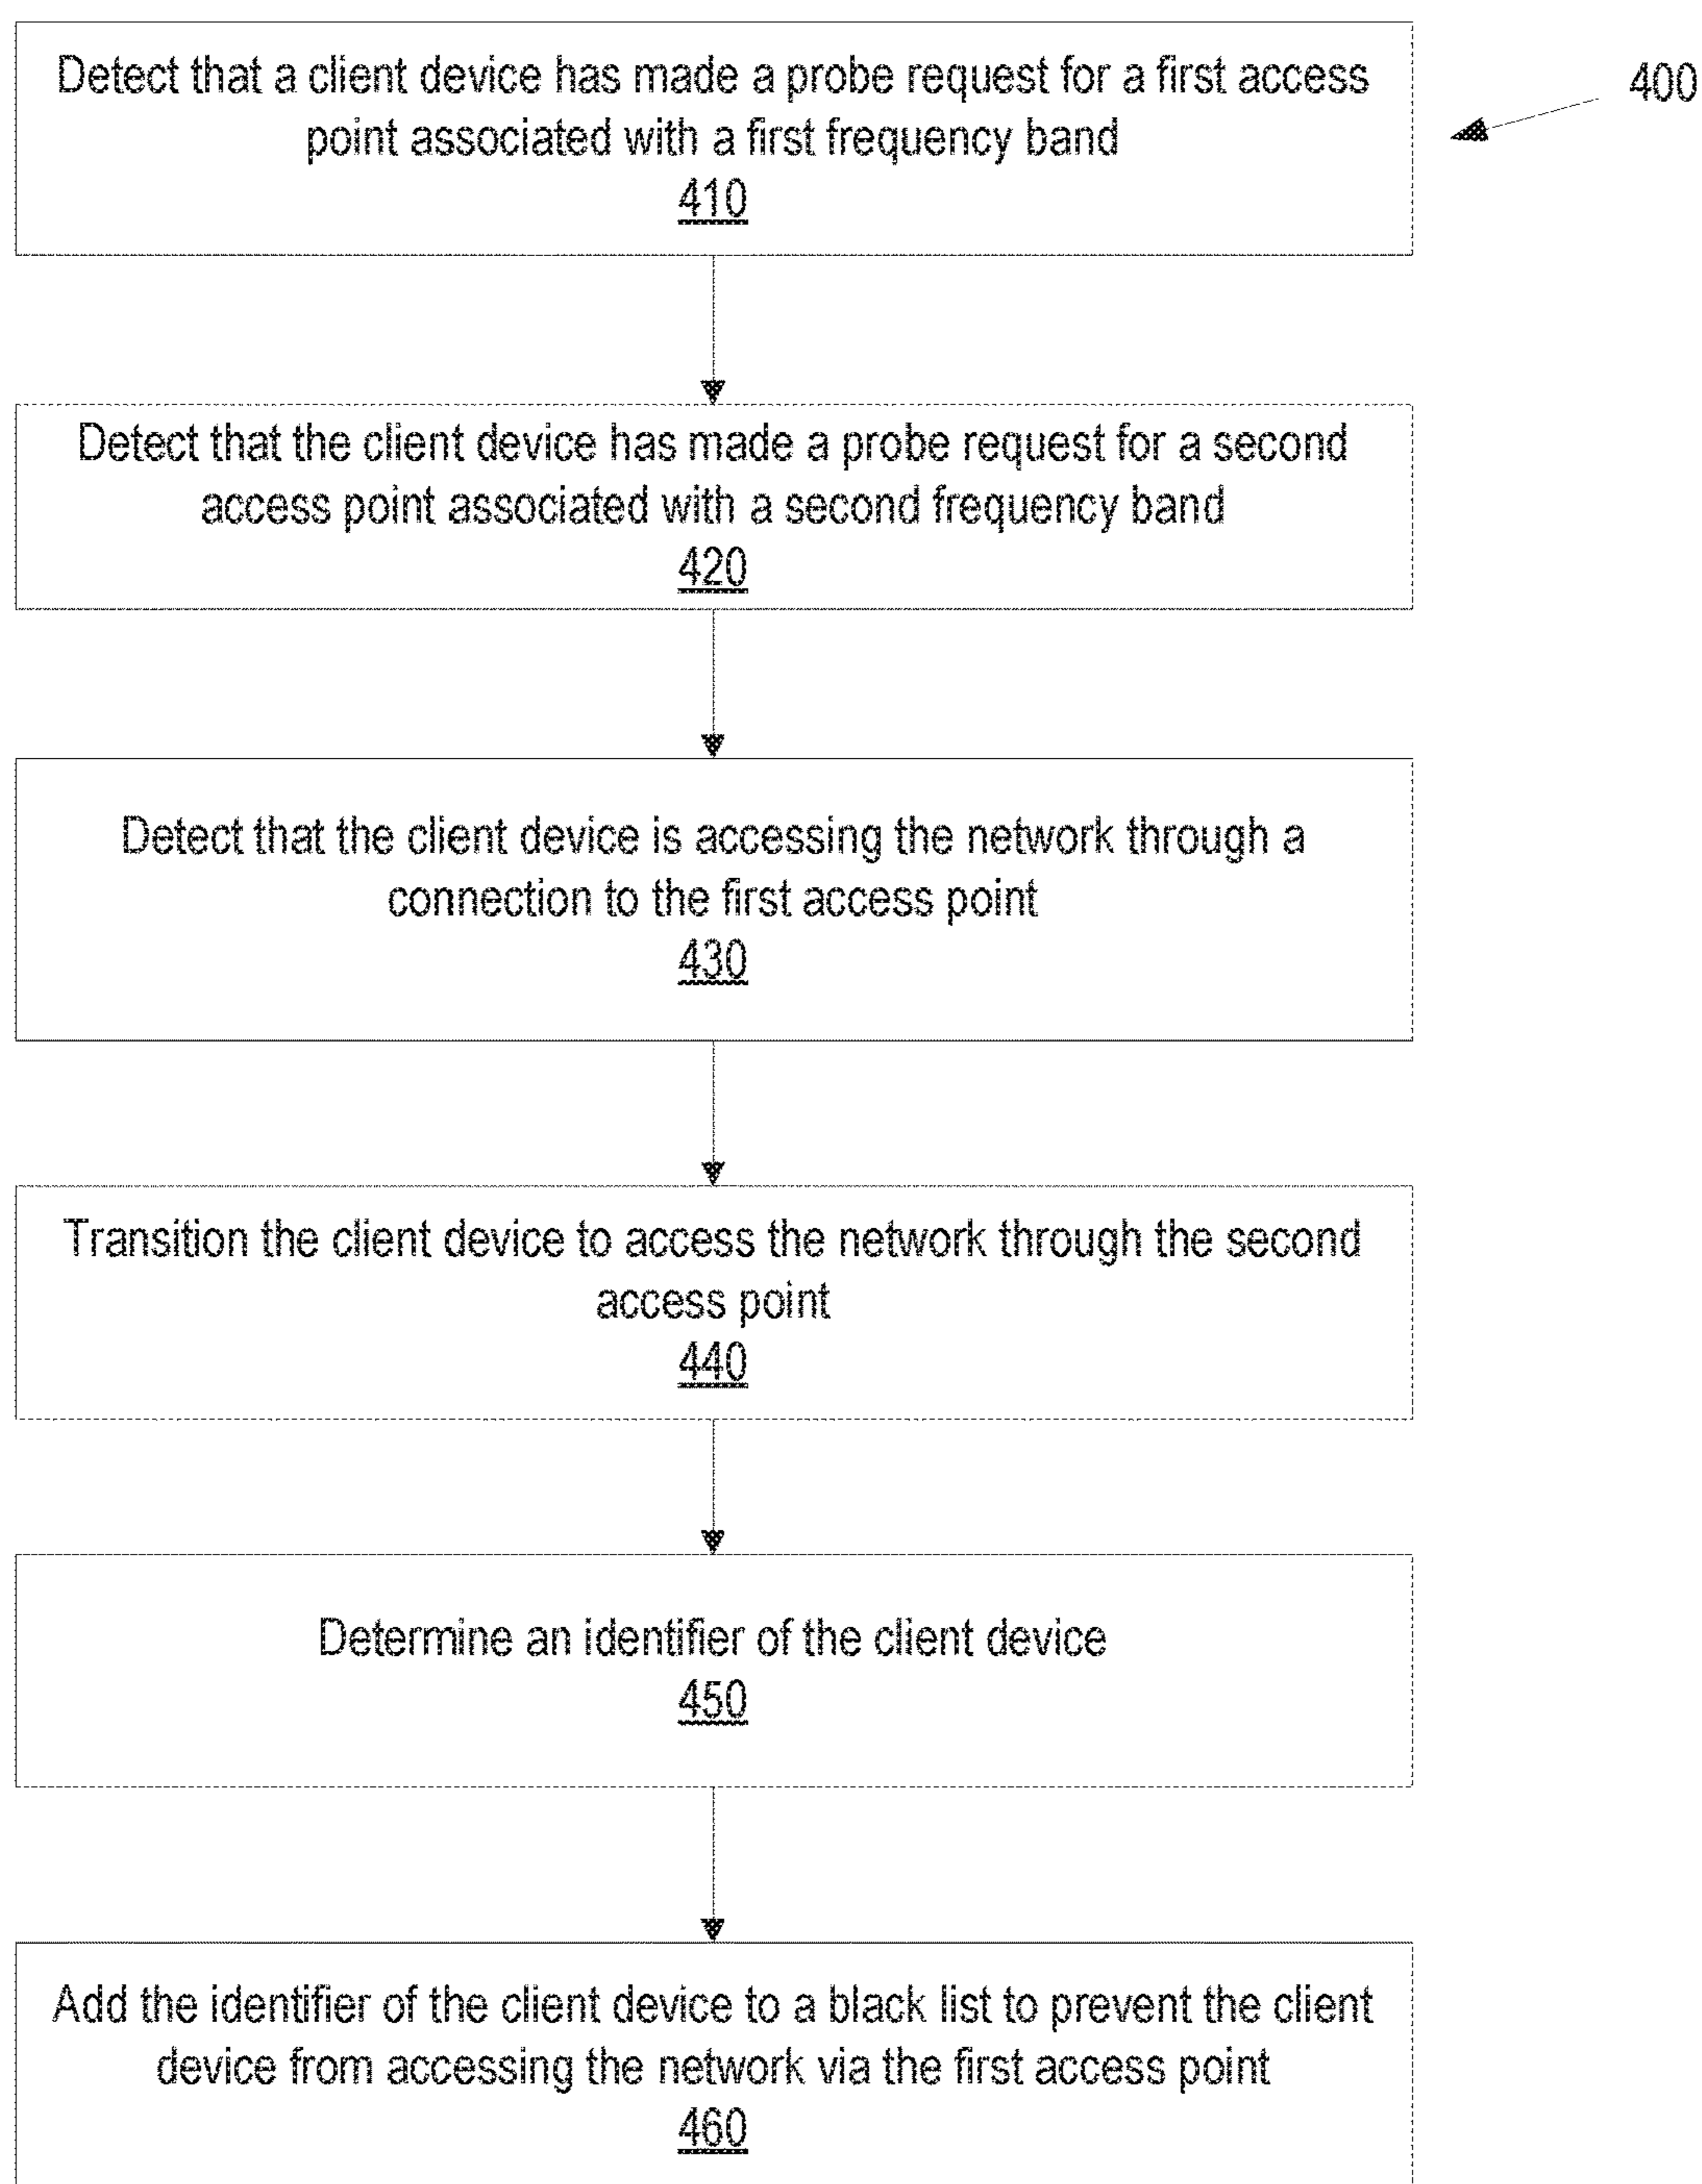 Detect that a client device has made a probe request for a first access
point associated with a first frequency band
410
400
Detect that the client device has made a probe request for a second
access point associated with a second frequency band
420
Detect that the client device is accessing the network through a
connection to the first access point
430
Transition the client device to access the network through the second
access point
440
Determine an identifier of the client device
450
Add the identifier of the client device to a black list to prevent the client
device from accessing the network via the first access point
460